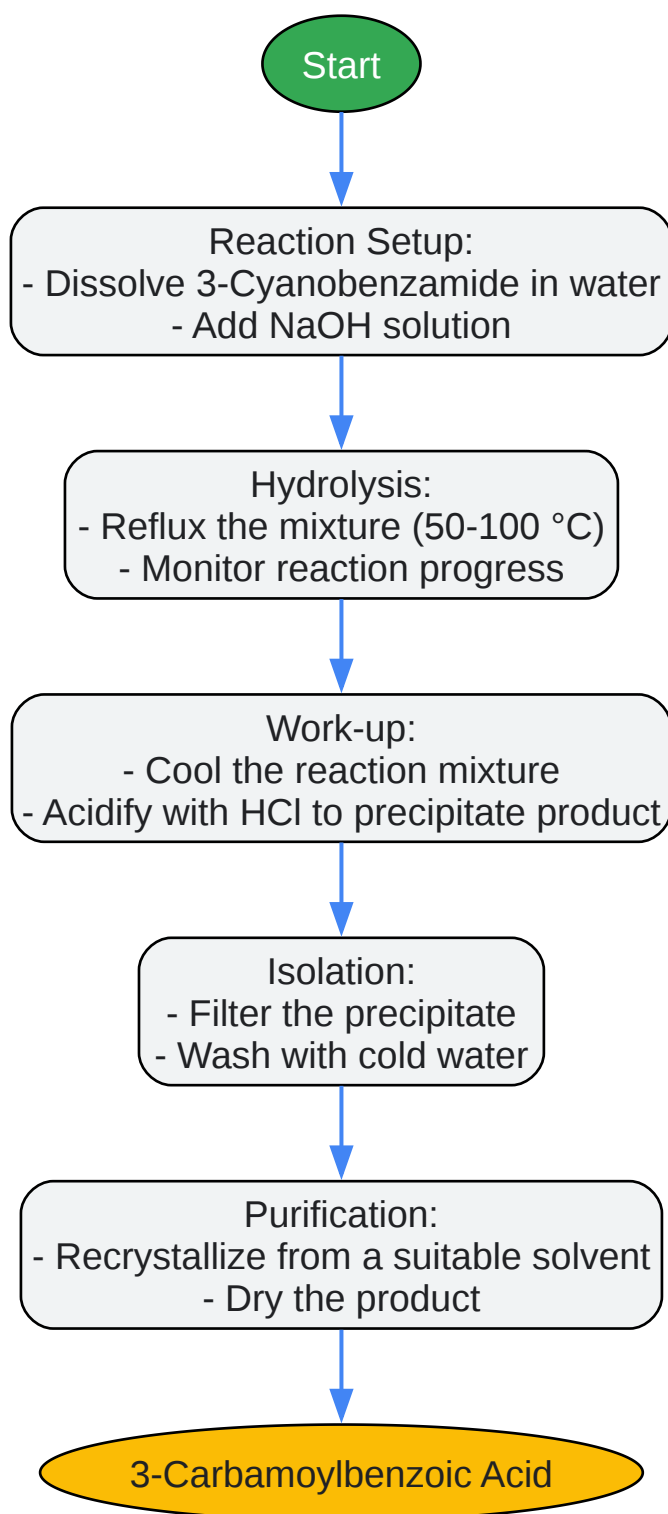 Start
Reaction Setup:
- Dissolve 3-Cyanobenzamide in water
- Add NaOH solution
Hydrolysis:
- Reflux the mixture (50-100 °C)
- Monitor reaction progress
Work-up:
- Cool the reaction mixture
- Acidify with HCl to precipitate product
Isolation:
- Filter the precipitate
- Wash with cold water
Purification:
- Recrystallize from a suitable solvent
- Dry the product
3-Carbamoylbenzoic Acid